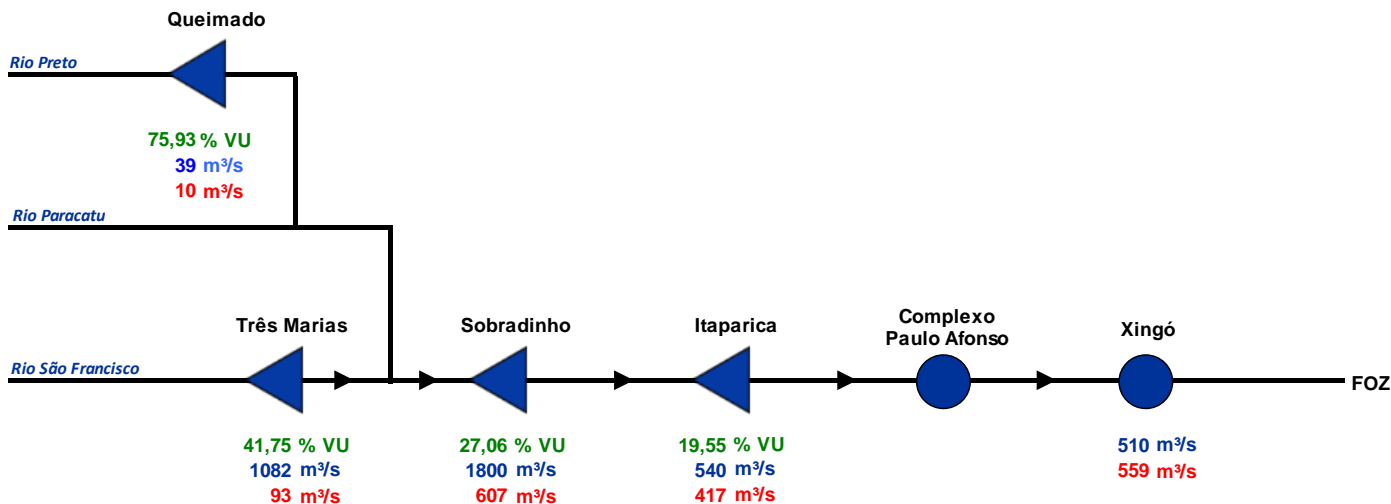 Queimado
Rio Preto
75,93 % VU
39 m³/s
10 m³/s
Rio Paracatu
Três Marias
Sobradinho
Itaparica
Complexo
Paulo Afonso
Xingó
Rio São Francisco
FOZ
41,75 % VU
1082 m³/s
93 m³/s
27,06 % VU
1800 m³/s
607 m³/s
19,55 % VU
540 m³/s
417 m³/s
510 m³/s
559 m³/s